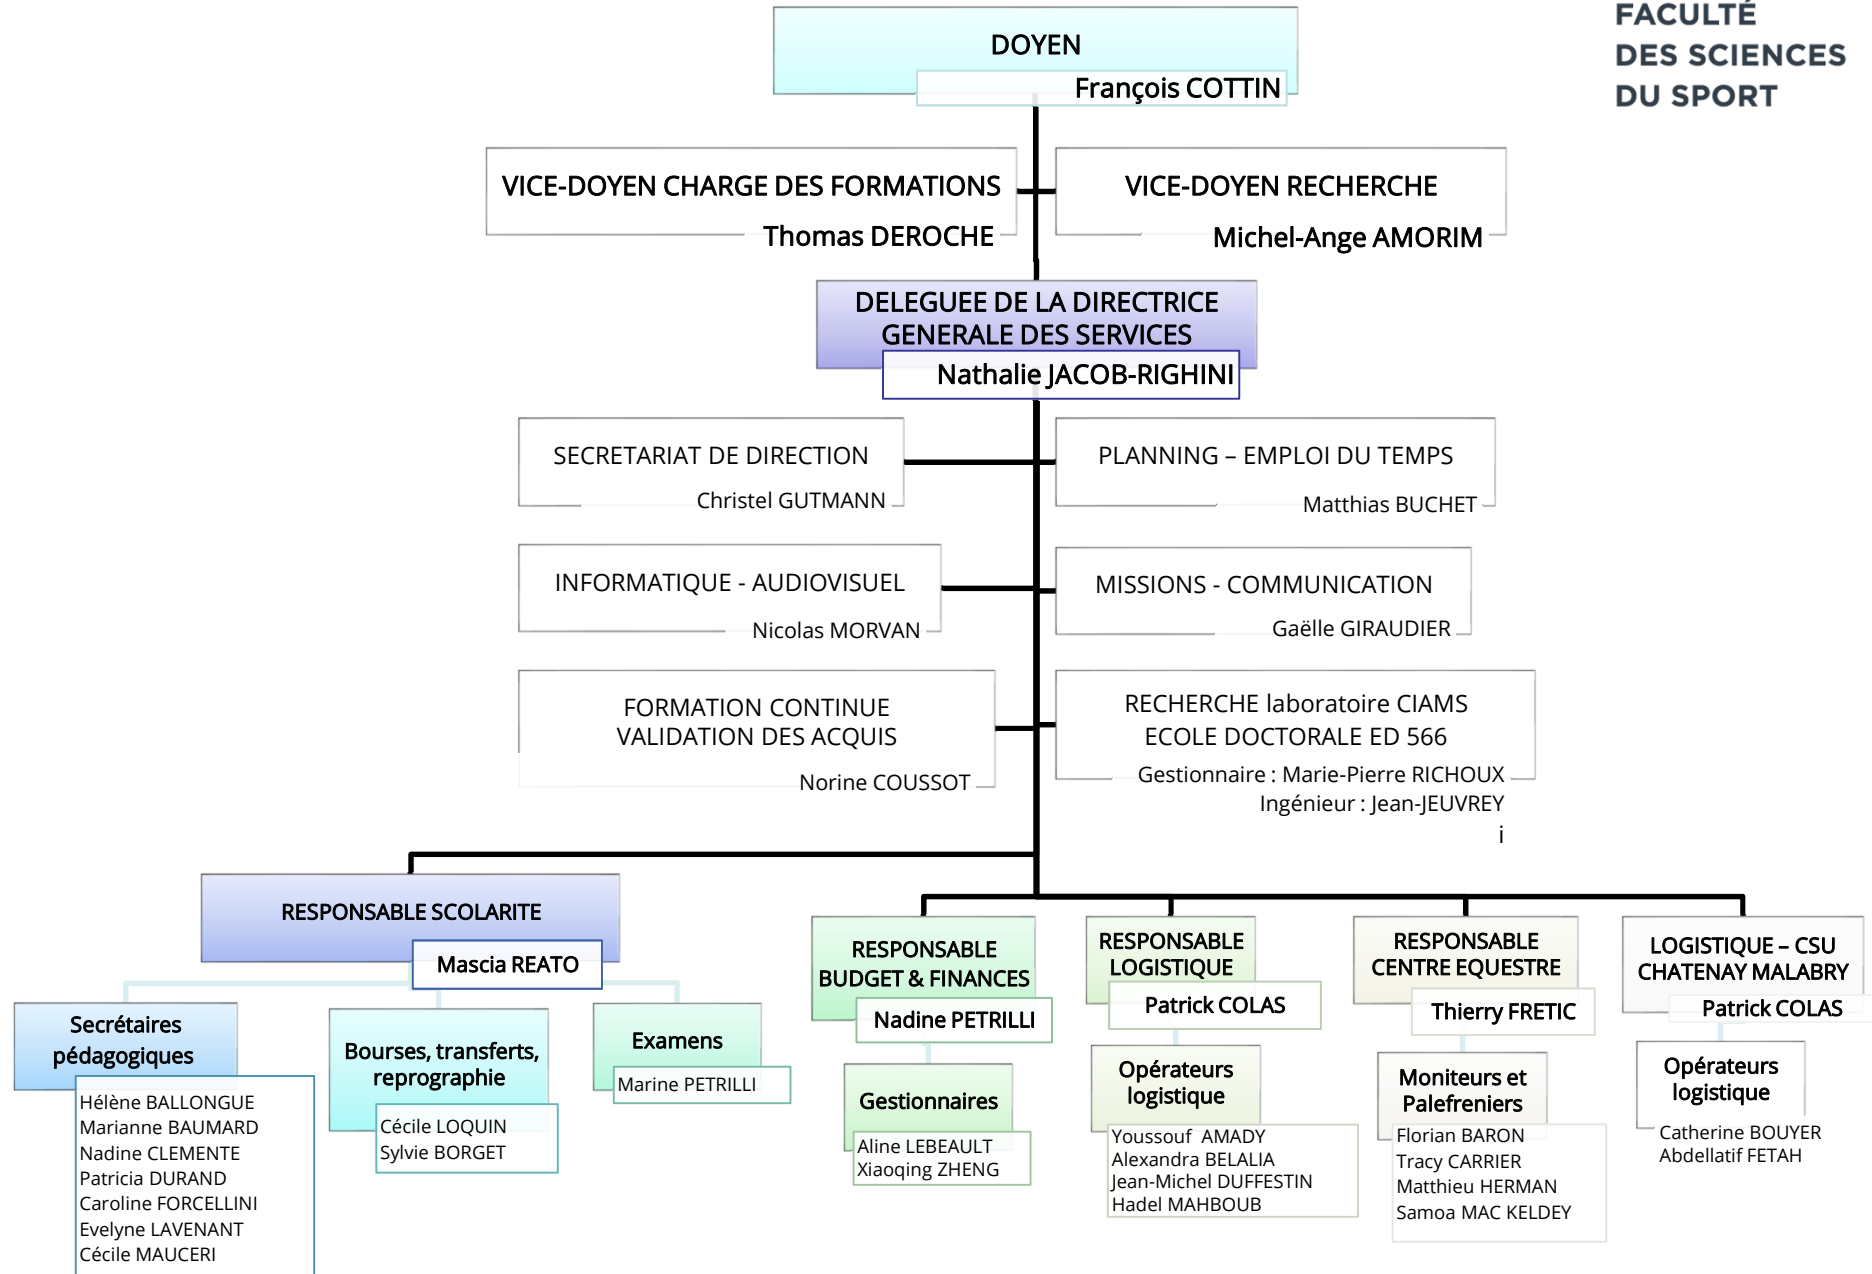 FACULTÉ
DES SCIENCES
DU SPORT
DOYEN
François COTTIN
VICE-DOYEN CHARGE DES FORMATIONS
Thomas DEROCHE
VICE-DOYEN RECHERCHE
Michel-Ange AMORIM
DELEGUEE DE LA DIRECTRICE
GENERALE DES SERVICES
Nathalie JACOB-RIGHINI
SECRETARIAT DE DIRECTION
Christel GUTMANN
PLANNING – EMPLOI DU TEMPS
Matthias BUCHET
INFORMATIQUE - AUDIOVISUEL
Nicolas MORVAN
MISSIONS - COMMUNICATION
Gaëlle GIRAUDIER
FORMATION CONTINUE
VALIDATION DES ACQUIS
Norine COUSSOT
RECHERCHE laboratoire CIAMS
ECOLE DOCTORALE ED 566
Gestionnaire : Marie-Pierre RICHOUX
Ingénieur : Jean-JEUVREY
i
RESPONSABLE SCOLARITE
Mascia REATO
Secrétaires
pédagogiques
Hélène BALLONGUE
Marianne BAUMARD
Nadine CLEMENTE
Patricia DURAND
Caroline FORCELLINI
Evelyne LAVENANT
Cécile MAUCERI
Bourses, transferts,
reprographie
Cécile LOQUIN
Sylvie BORGET
Examens
Marine PETRILLI
RESPONSABLE
BUDGET & FINANCES
Nadine PETRILLI
Gestionnaires
Aline LEBEAULT
Xiaoqing ZHENG
RESPONSABLE
LOGISTIQUE
Patrick COLAS
Opérateurs
logistique
Youssouf  AMADY
Alexandra BELALIA
Jean-Michel DUFFESTIN
Hadel MAHBOUB
RESPONSABLE
CENTRE EQUESTRE
Thierry FRETIC
Moniteurs et
Palefreniers
Florian BARON
Tracy CARRIER
Matthieu HERMAN
Samoa MAC KELDEY
LOGISTIQUE – CSU
CHATENAY MALABRY
Patrick COLAS
Opérateurs
logistique
Catherine BOUYER
Abdellatif FETAH